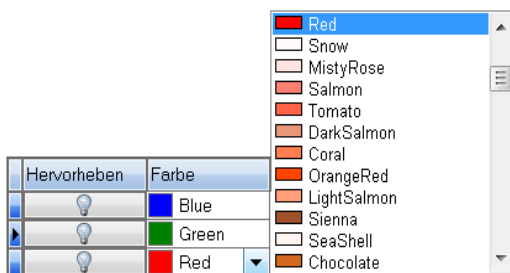 Red
Snow
MistyRose
Salmon
Tomato
DarkSalmon
Coral
OrangeRed
LightSalmon
Sienna
SeaShell
Chocolate
Hervorheben Farbe
Blue
Green
Red